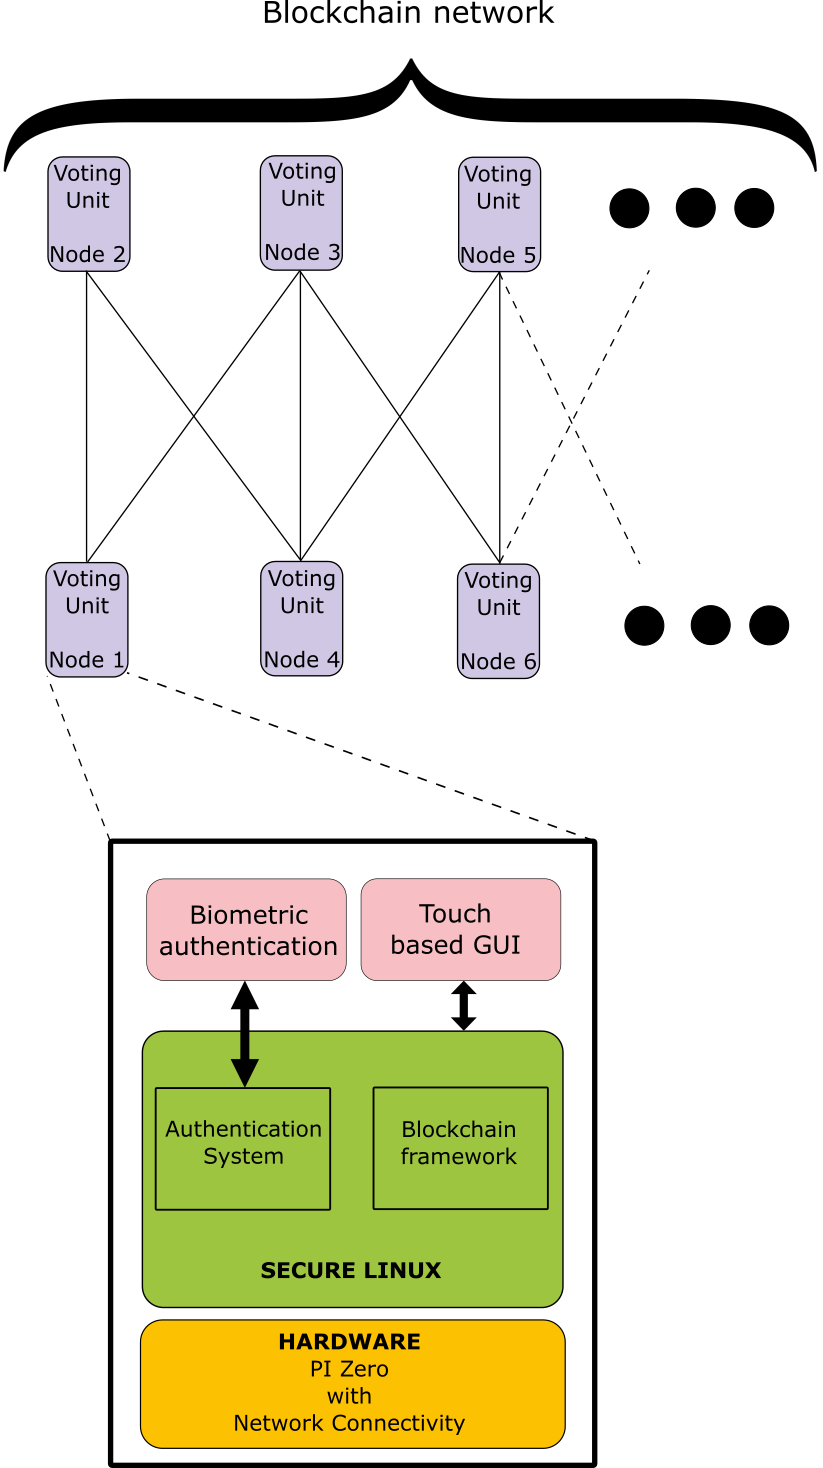 Blockchain network
Voting
Unit
Node 2
Voting
Unit
Node 3
Voting
Unit
Node 5
Voting
Unit
Node 1
Voting
Unit
Node 4
Voting
Unit
Node 6
Biometric
authentication
Touch
based GUI
Authentication
System
Blockchain
framework
SECURE LINUX
HARDWARE
PI Zero
with
Network Connectivity